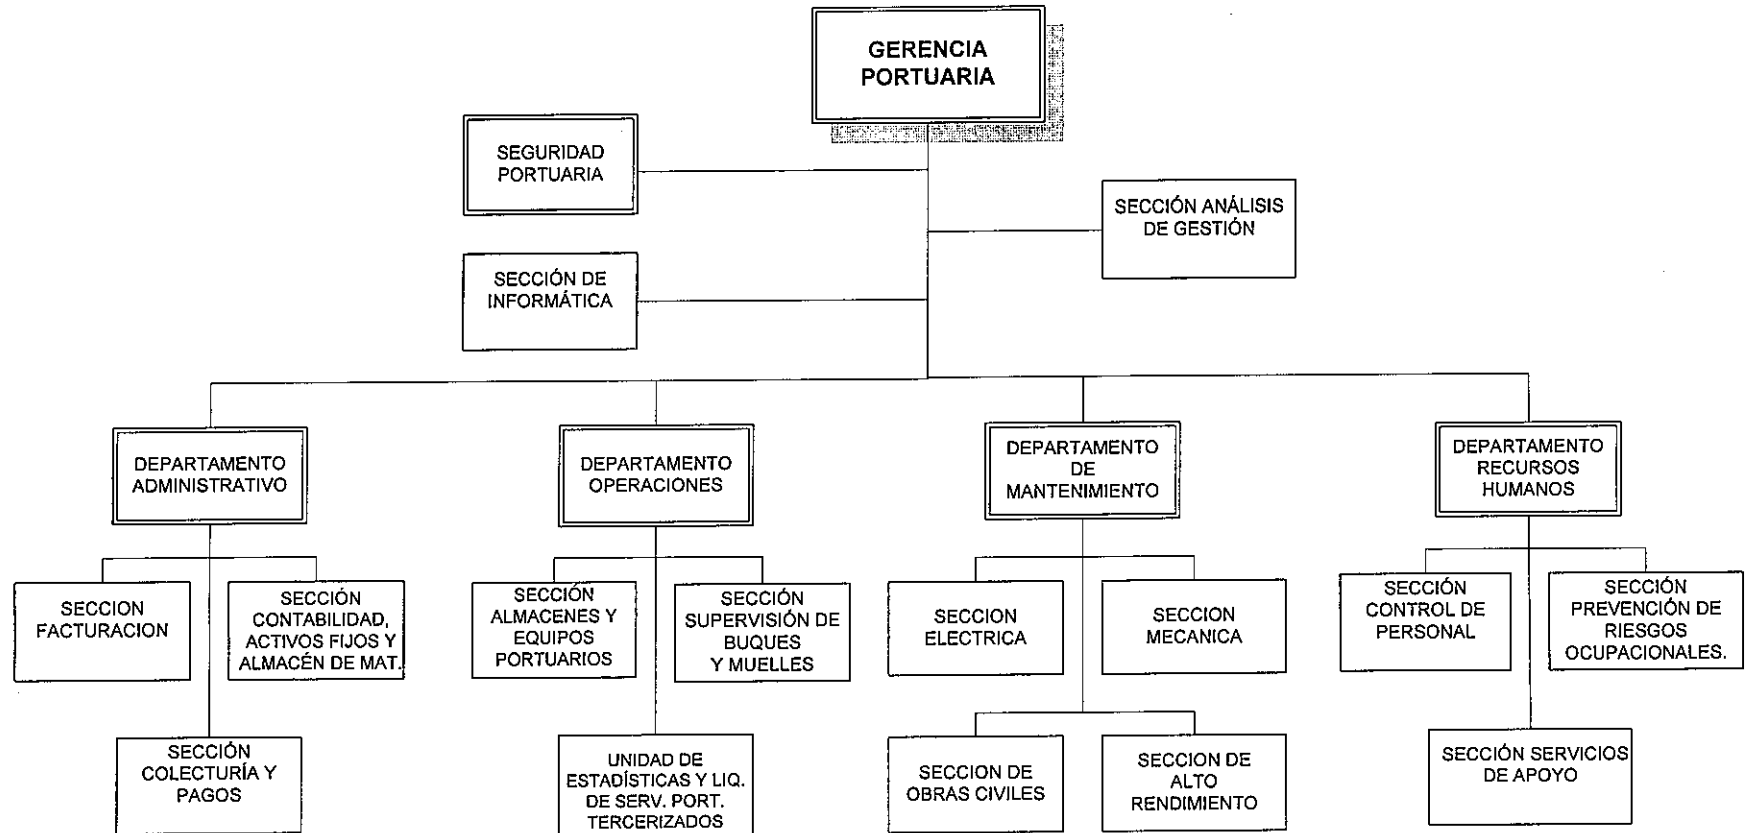 GERENCIA
PORTUARIA
SEGURIDAD
PORTUARIA
SECCIÓN ANÁLISIS
DE GESTIÓN
SECCIÓN DE
INFORMÁTICA
DEPARTAMENTO
ADMINISTRATIVO
DEPARTAMENTO
OPERACIONES
DEPARTAMENTO
DE
MANTENIMIENTO
DEPARTAMENTO
RECURSOS
HUMANOS
SECCION
FACTURACION
SECCIÓN
CONTABILIDAD,
ACTIVOS FIJOS Y
ALMACÉN DE MAT.
SECCIÓN
ALMACENES Y
EQUIPOS
PORTUARIOS
SECCIÓN
SUPERVISIÓN DE
BUQUES
Y MUELLES
SECCION
ELECTRICA
SECCION
MECANICA
SECCIÓN
CONTROL DE
PERSONAL
SECCIÓN
PREVENCIÓN DE
RIESGOS
OCUPACIONALES.
SECCIÓN
COLECTURÍA Y
PAGOS
UNIDAD DE
ESTADÍSTICAS Y LIQ.
DE SERV. PORT.
TERCERIZADOS
SECCION DE
OBRAS CIVILES
SECCION DE
ALTO
RENDIMIENTO
SECCIÓN SERVICIOS
DE APOYO